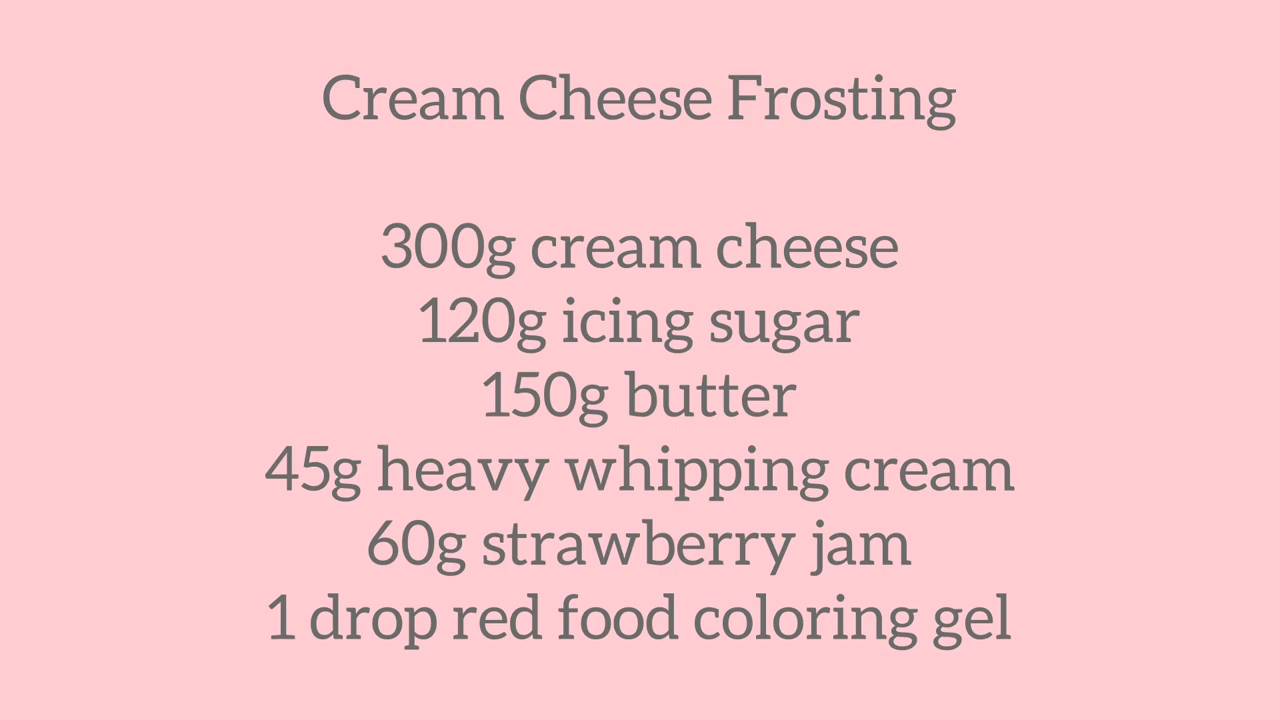 Cream Cheese Frosting
300g cream cheese
120g icing sugar
150g butter
45g heavy whipping cream
60g strawberry jam
1 drop red food coloring gel